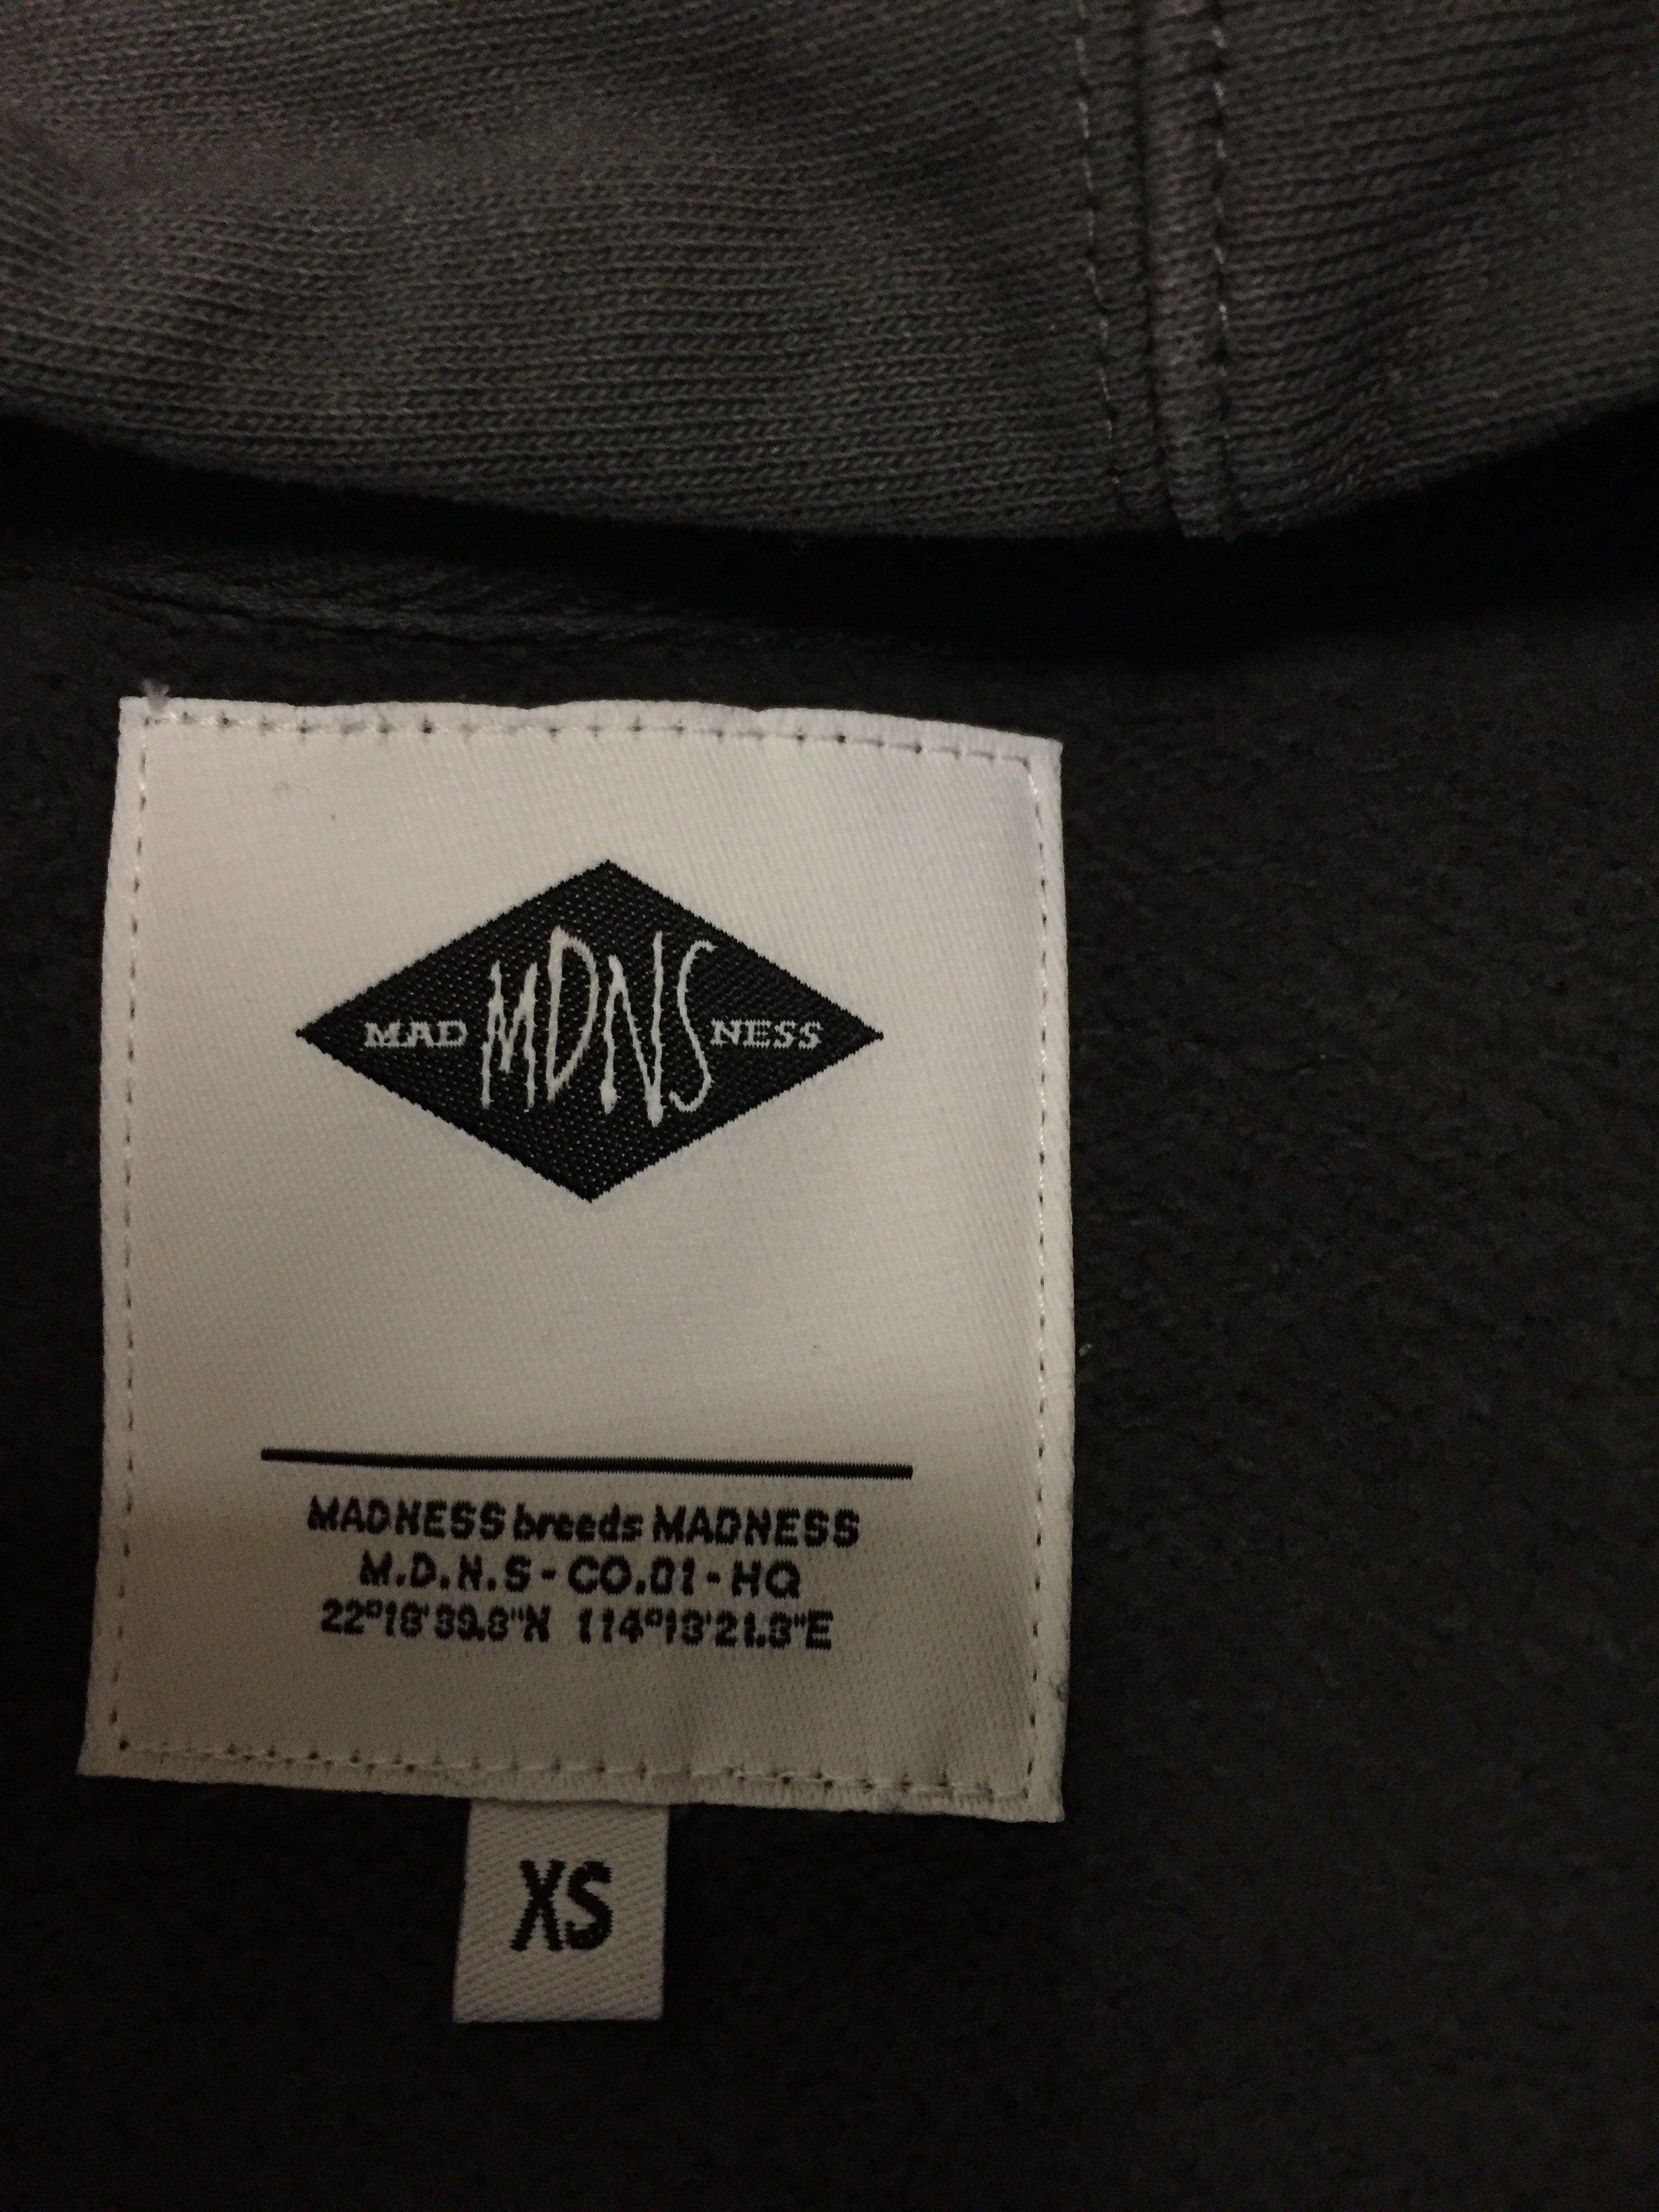 MAD MDNS NESS
MADNESS breeds MADNESS
M.D.N.S - CO.01 - HQ
22°18'39.8"N 114°13'21.3"E
XS